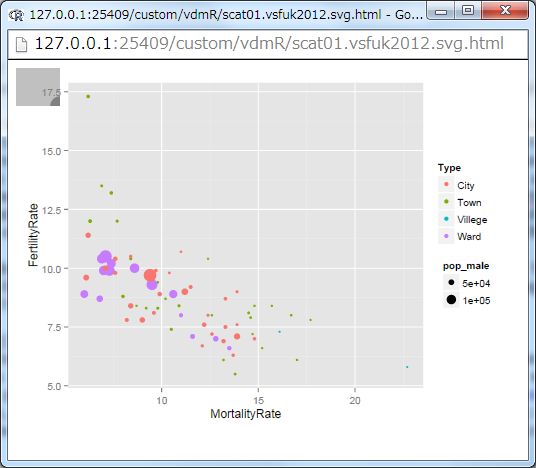 127.0.0.1:25409/custom/vdmR/scat01.vsfuk2012.svg.html - Go...
127.0.0.1:25409/custom/vdmR/scat01.vsfuk2012.svg.html
17.5
15.0
12.5
10.0
7.5
5.0
FertilityRate
10
15
20
MortalityRate
Type
City
Town
Villege
Ward
pop_male
5e+04
1e+05